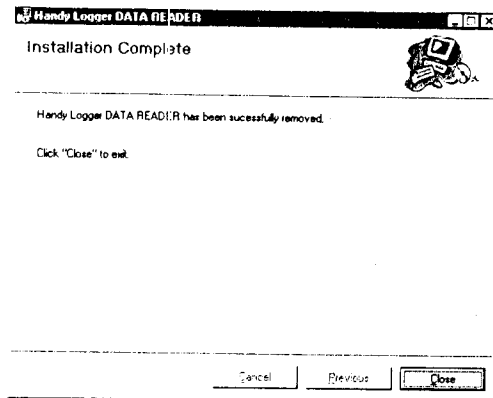 Handy Logger DATA READER
Installation Complete
Handy Logger DATA READER has been sucessfully removed.
Click "Close" to exit.
Cancel
Previous
Close